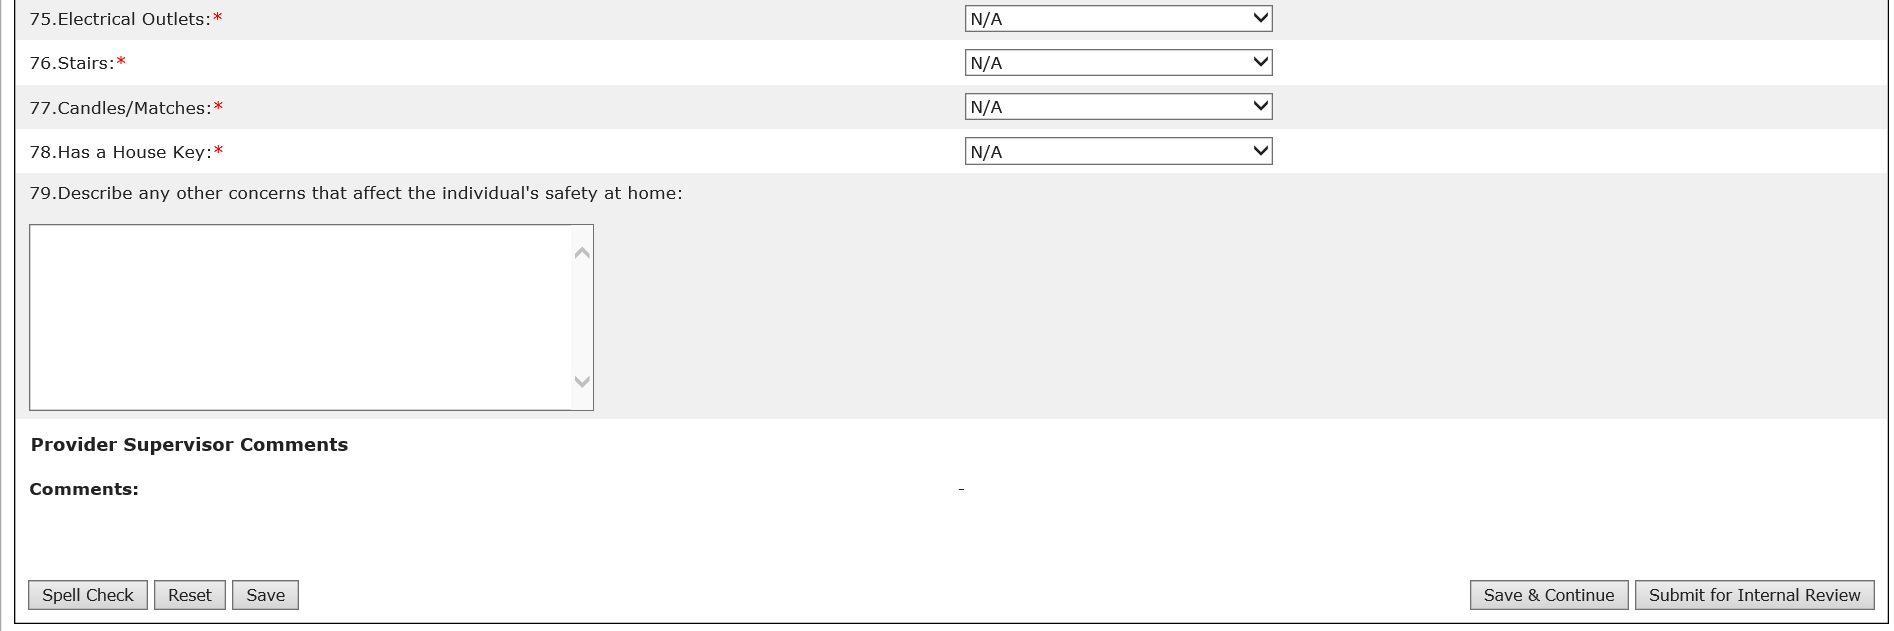 75.Electrical Outlets:* N/A
76.Stairs:* N/A
77.Candles/Matches:* N/A
78.Has a House Key:* N/A
79.Describe any other concerns that affect the individual's safety at home:
Provider Supervisor Comments
Comments: -
Spell Check Reset Save Save & Continue Submit for Internal Review